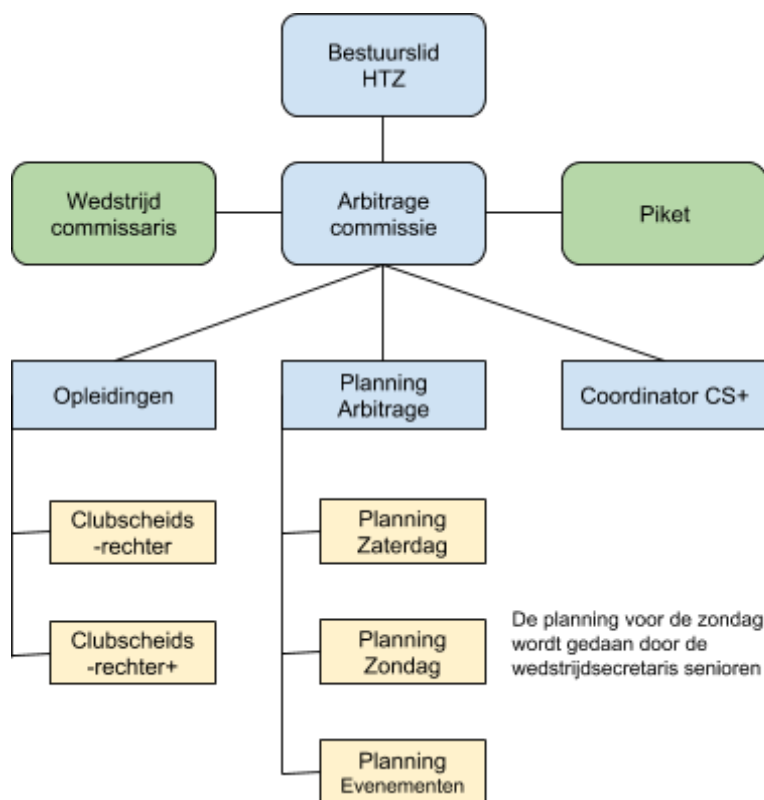 Bestuurslid
HTZ
Wedstrijd
commissaris
Arbitrage
commissie
Piket
Opleidingen
Planning
Arbitrage
Coordinator CS+
Clubscheids
-rechter
Planning
Zaterdag
Clubscheids
-rechter+
Planning
Zondag
De planning voor de zondag
wordt gedaan door de
wedstrijdsecretaris senioren
Planning
Evenementen